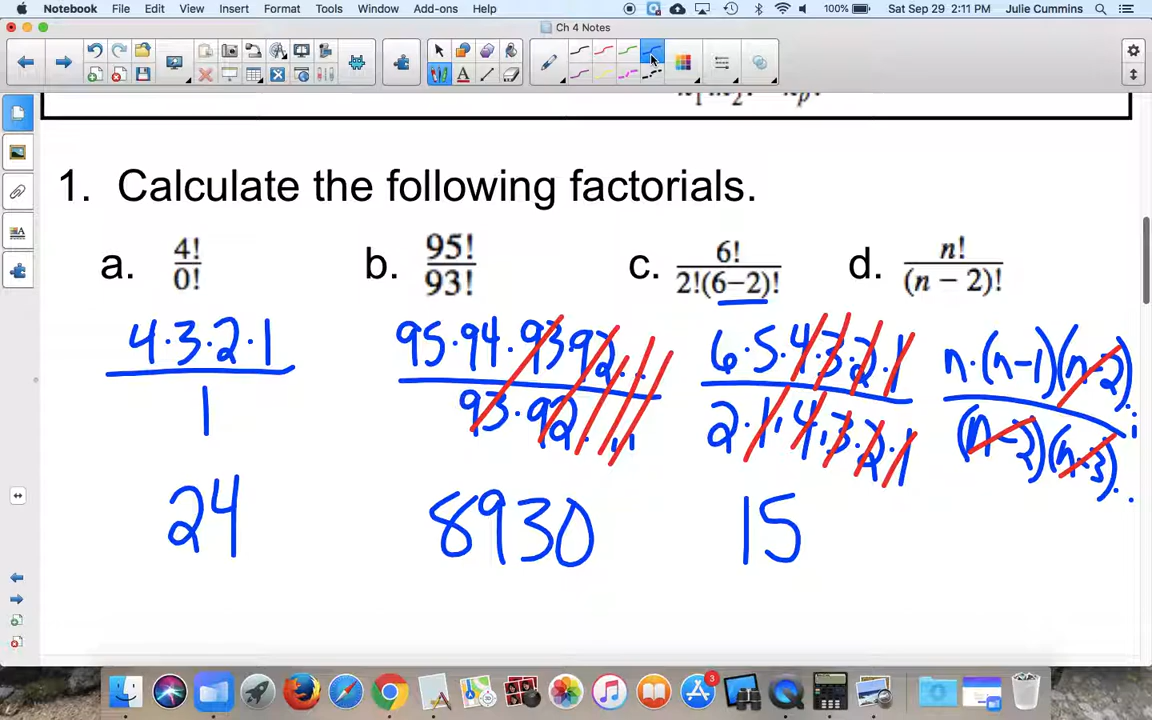 Notebook File Edit View Insert Format Tools Window Add-ons Help 100% Sat Sep 29 2:11 PM Julie Cummins
Ch 4 Notes
1. Calculate the following factorials.
a. 4!/0! b. 95!/93! c. 6!/2!(6−2)! d. n!/(n − 2)!
4·3·2·1 95·94·93·92... 6·5·4·3·2·1 n·(n-1)(n-2)...
1 93·92... 2·1·4·3·2·1 (n-2)(n-3)...
24 8930 15
3